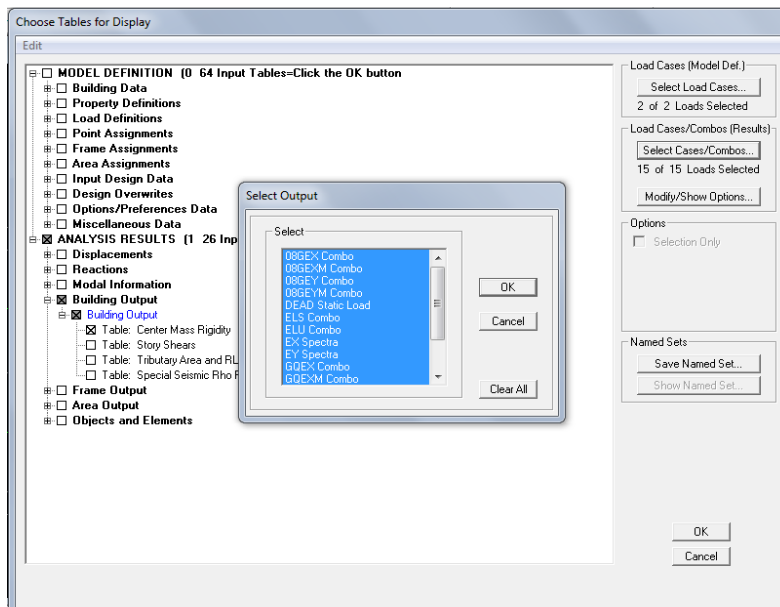 Choose Tables for Display
Edit
MODEL DEFINITION (0 64 Input Tables=Click the OK button
Building Data
Property Definitions
Load Definitions
Point Assignments
Frame Assignments
Area Assignments
Input Design Data
Design Overwrites
Options/Preferences Data
Miscellaneous Data
ANALYSIS RESULTS (1 26 Inp
Displacements
Reactions
Modal Information
Building Output
Building Output
Table: Center Mass Rigidity
Table: Story Shears
Table: Tributary Area and RL
Table: Special Seismic Rho F
Frame Output
Area Output
Objects and Elements
Select Output
Select
08GEX Combo
08GEXM Combo
08GEY Combo
08GEYM Combo
DEAD Static Load
ELS Combo
ELU Combo
EX Spectra
EY Spectra
GQEX Combo
GQEXM Combo
OK
Cancel
Clear All
Load Cases (Model Def.)
Select Load Cases...
2 of 2 Loads Selected
Load Cases/Combos (Results)
Select Cases/Combos...
15 of 15 Loads Selected
Modify/Show Options...
Options
Selection Only
Named Sets
Save Named Set...
Show Named Set...
OK
Cancel